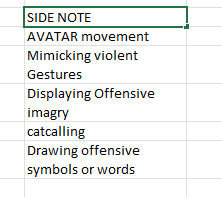 SIDE NOTE
AVATAR movement
Mimicking violent
Gestures
Displaying Offensive
imagry
catcalling
Drawing offensive
symbols or words